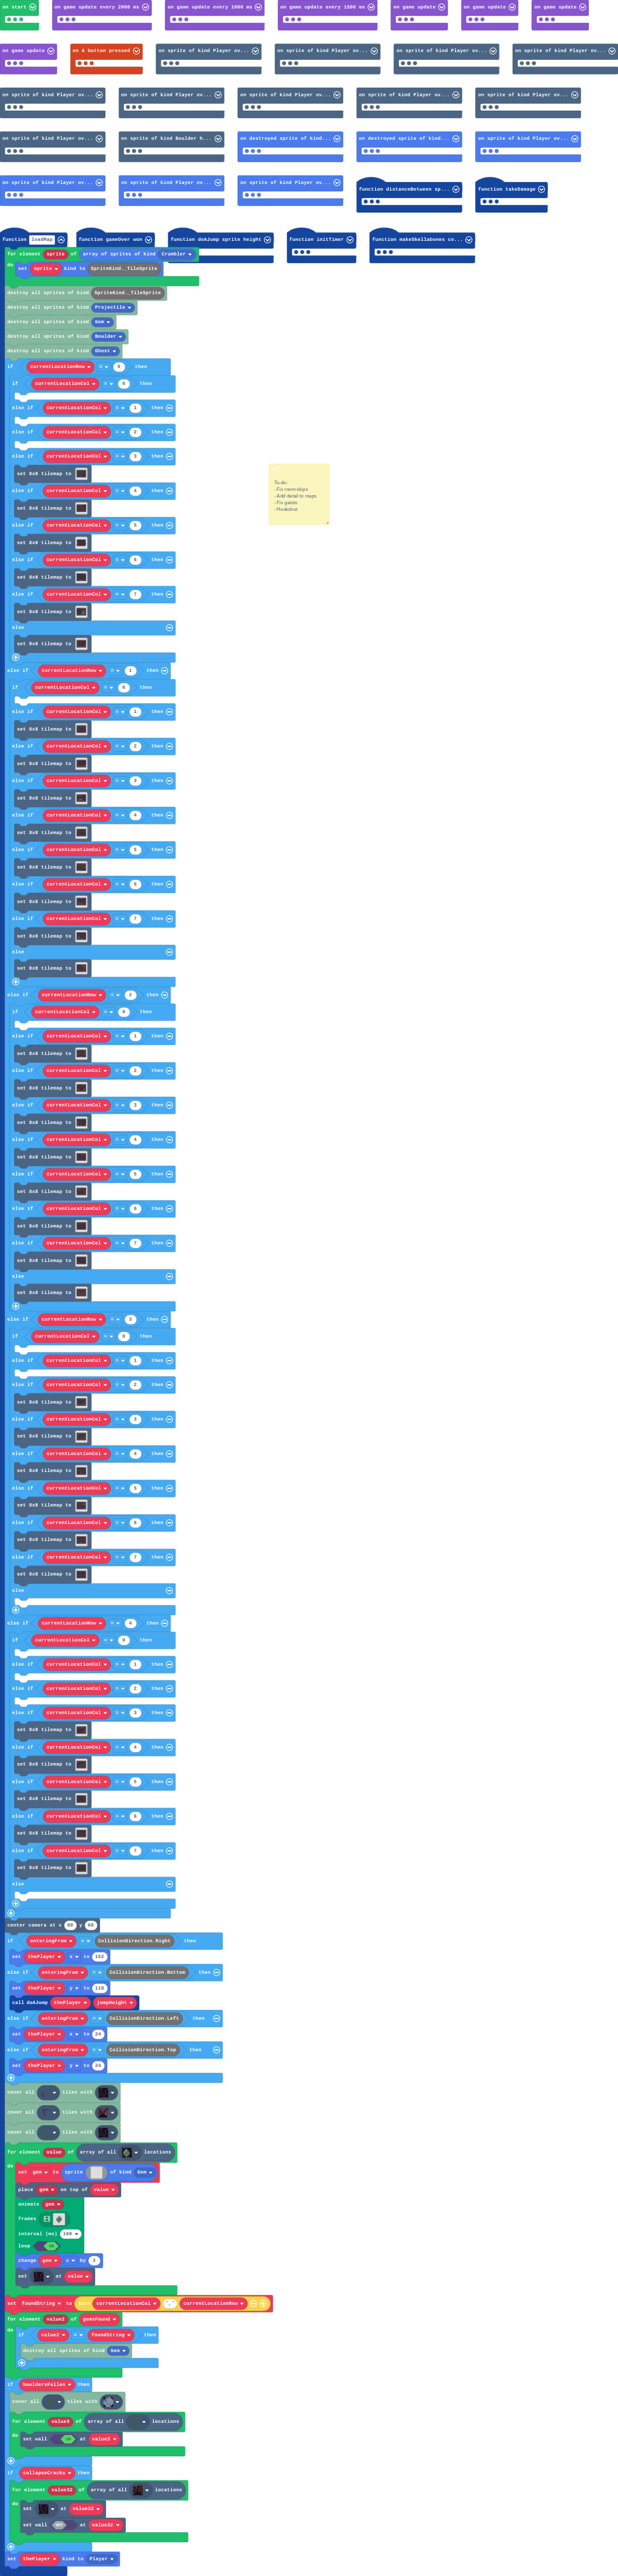 on start
on game update every 2000 ms
on game update every 1000 ms
on game update every 1500 ms
on game update
on game update
on game update
on game update
on A button pressed
on sprite of kind Player ov...
on sprite of kind Player ov...
on sprite of kind Player ov...
on sprite of kind Player ov...
on sprite of kind Player ov...
on sprite of kind Player ov...
on sprite of kind Player ov...
on sprite of kind Player ov...
on sprite of kind Player ov...
on sprite of kind Player ov...
on sprite of kind Boulder h...
on destroyed sprite of kind...
on destroyed sprite of kind...
on sprite of kind Player ov...
on sprite of kind Player ov...
on sprite of kind Player ov...
on sprite of kind Player ov...
function distanceBetween sp...
function takeDamage
function loadMap
function gameOver won
function doAJump sprite height
function initTimer
function makeSkellabones co...
for element sprite of array of sprites of kind Crumbler
do
set sprite kind to SpriteKind._TileSprite
destroy all sprites of kind SpriteKind._TileSprite
destroy all sprites of kind Projectile
destroy all sprites of kind Gem
destroy all sprites of kind Boulder
destroy all sprites of kind Ghost
if currentLocationRow = 0 then
if currentLocationCol = 0 then
else if currentLocationCol = 1 then
else if currentLocationCol = 2 then
else if currentLocationCol = 3 then
set 8x8 tilemap to
else if currentLocationCol = 4 then
set 8x8 tilemap to
else if currentLocationCol = 5 then
set 8x8 tilemap to
else if currentLocationCol = 6 then
set 8x8 tilemap to
else if currentLocationCol = 7 then
set 8x8 tilemap to
else
set 8x8 tilemap to
To do:
- Fix room skips
- Add detail to maps
- Fix gems
- Hookshot
else if currentLocationRow = 1 then
if currentLocationCol = 0 then
else if currentLocationCol = 1 then
set 8x8 tilemap to
else if currentLocationCol = 2 then
set 8x8 tilemap to
else if currentLocationCol = 3 then
set 8x8 tilemap to
else if currentLocationCol = 4 then
set 8x8 tilemap to
else if currentLocationCol = 5 then
set 8x8 tilemap to
else if currentLocationCol = 6 then
set 8x8 tilemap to
else if currentLocationCol = 7 then
set 8x8 tilemap to
else
set 8x8 tilemap to
else if currentLocationRow = 2 then
if currentLocationCol = 0 then
else if currentLocationCol = 1 then
set 8x8 tilemap to
else if currentLocationCol = 2 then
set 8x8 tilemap to
else if currentLocationCol = 3 then
set 8x8 tilemap to
else if currentLocationCol = 4 then
set 8x8 tilemap to
else if currentLocationCol = 5 then
set 8x8 tilemap to
else if currentLocationCol = 6 then
set 8x8 tilemap to
else if currentLocationCol = 7 then
set 8x8 tilemap to
else
set 8x8 tilemap to
else if currentLocationRow = 3 then
if currentLocationCol = 0 then
else if currentLocationCol = 1 then
else if currentLocationCol = 2 then
set 8x8 tilemap to
else if currentLocationCol = 3 then
set 8x8 tilemap to
else if currentLocationCol = 4 then
set 8x8 tilemap to
else if currentLocationCol = 5 then
set 8x8 tilemap to
else if currentLocationCol = 6 then
set 8x8 tilemap to
else if currentLocationCol = 7 then
set 8x8 tilemap to
else
else if currentLocationRow = 4 then
if currentLocationCol = 0 then
else if currentLocationCol = 1 then
else if currentLocationCol = 2 then
else if currentLocationCol = 3 then
set 8x8 tilemap to
else if currentLocationCol = 4 then
set 8x8 tilemap to
else if currentLocationCol = 5 then
set 8x8 tilemap to
else if currentLocationCol = 6 then
set 8x8 tilemap to
else if currentLocationCol = 7 then
set 8x8 tilemap to
else
center camera at x 88 y 68
if enteringFrom = CollisionDirection.Right then
set thePlayer x to 152
else if enteringFrom = CollisionDirection.Bottom then
set thePlayer y to 118
call doAJump thePlayer jumpHeight
else if enteringFrom = CollisionDirection.Left then
set thePlayer x to 24
else if enteringFrom = CollisionDirection.Top then
set thePlayer y to 24
cover all tiles with
cover all tiles with
cover all tiles with
for element value of array of all locations
do
set gem to sprite of kind Gem
place gem on top of value
animate gem
frames
interval (ms) 100
loop ON
change gem x by 3
set at value
set foundString to join currentLocationCol , currentLocationRow
for element value2 of gemsFound
do
if value2 = foundString then
destroy all sprites of kind Gem
if bouldersFallen then
cover all tiles with
for element value3 of array of all locations
do
set wall ON at value3
if collapseCracks then
for element value32 of array of all locations
do
set at value32
set wall OFF at value32
set thePlayer kind to Player